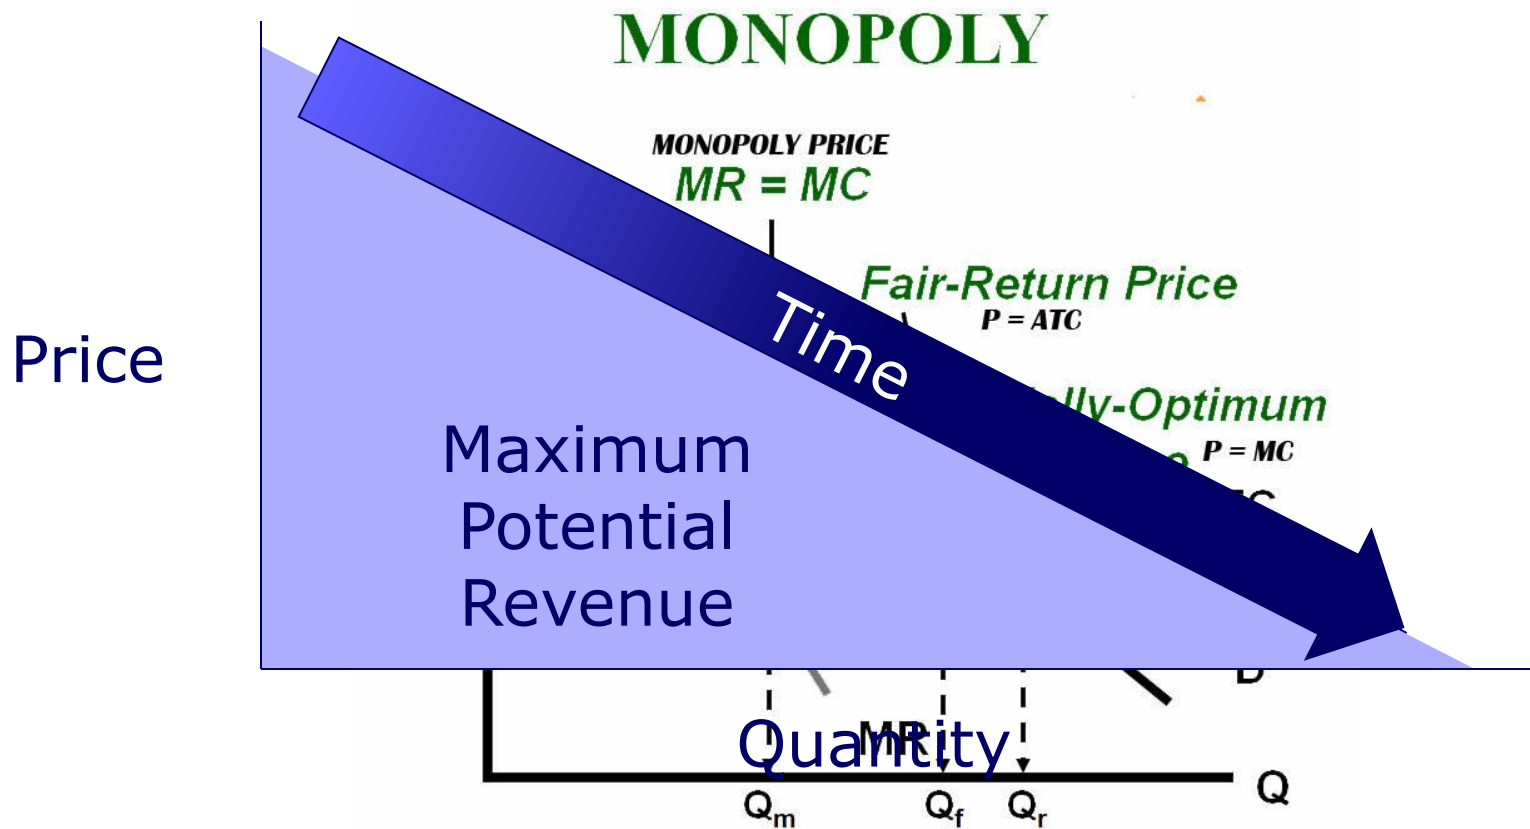 MONOPOLY
MONOPOLY PRICE
MR = MC
Fair-Return Price
P = ATC
Time
Price
P = MC
Maximum
Potential
Revenue
D
MR
Quantity
Q
Qm Qf Qr